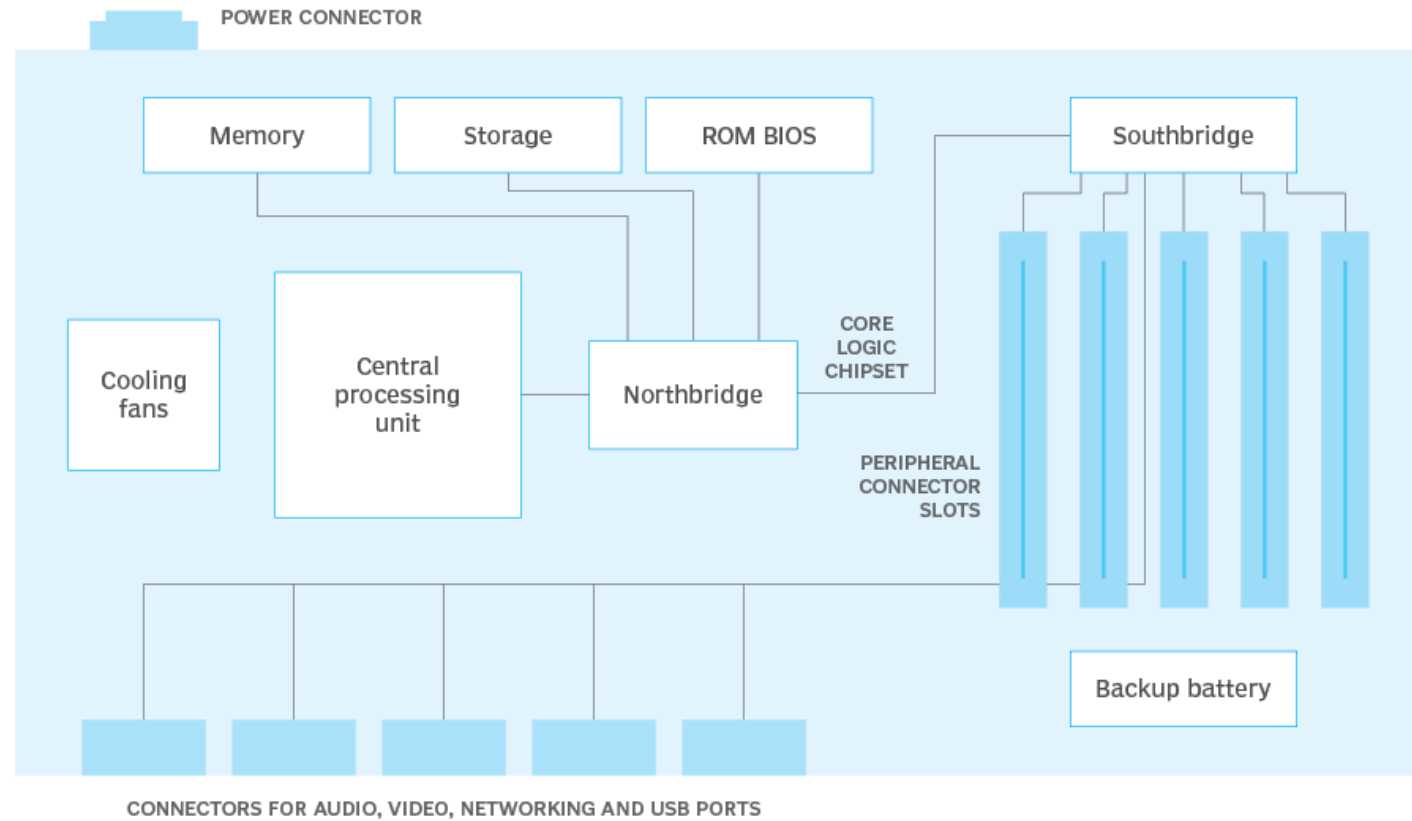 POWER CONNECTOR
Memory
Storage
ROM BIOS
Southbridge
Cooling
fans
Central
processing
unit
Northbridge
CORE
LOGIC
CHIPSET
PERIPHERAL
CONNECTOR
SLOTS
Backup battery
CONNECTORS FOR AUDIO, VIDEO, NETWORKING AND USB PORTS